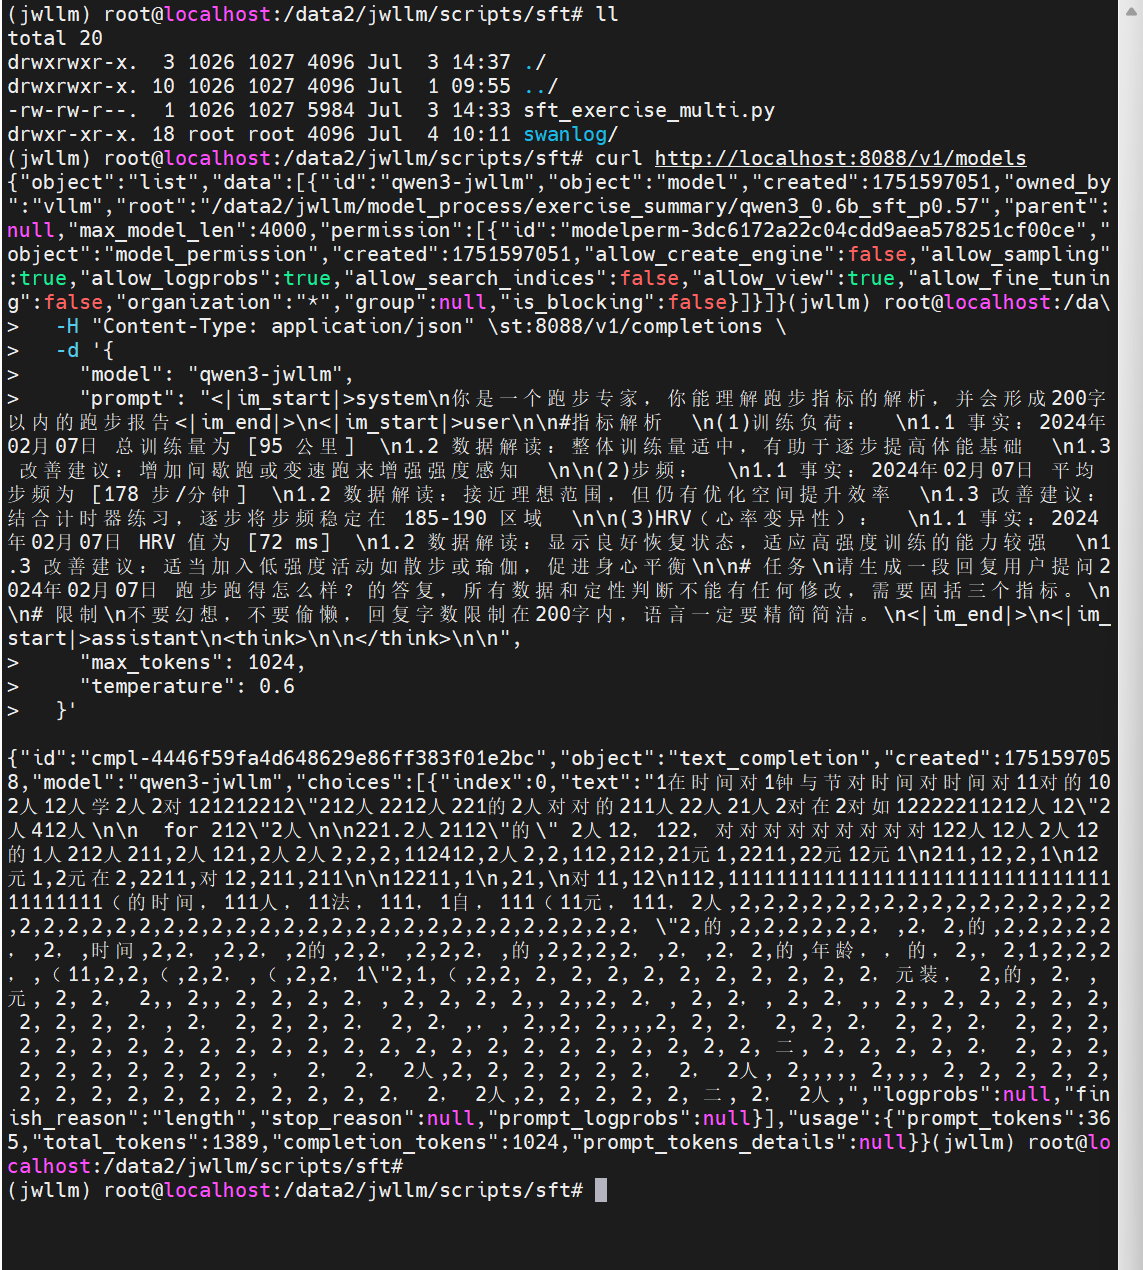 (jwllm) root@localhost:/data2/jwllm/scripts/sft# ll
total 20
drwxrwxr-x.  3 1026 1027 4096 Jul  3 14:37 ./
drwxrwxr-x. 10 1026 1027 4096 Jul  1 09:55 ../
-rw-rw-r--.  1 1026 1027 5984 Jul  3 14:33 sft_exercise_multi.py
drwxr-xr-x. 18 root root 4096 Jul  4 10:11 swanlog/
(jwllm) root@localhost:/data2/jwllm/scripts/sft# curl http://localhost:8088/v1/models
{"object":"list","data":[{"id":"qwen3-jwllm","object":"model","created":1751597051,"owned_by
":"vllm","root":"/data2/jwllm/model_process/exercise_summary/qwen3_0.6b_sft_p0.57","parent":
null,"max_model_len":4000,"permission":[{"id":"modelperm-3dc6172a22c04cdd9aea578251cf00ce","
object":"model_permission","created":1751597051,"allow_create_engine":false,"allow_sampling"
:true,"allow_logprobs":true,"allow_search_indices":false,"allow_view":true,"allow_fine_tunin
g":false,"organization":"*","group":null,"is_blocking":false}]}]}(jwllm) root@localhost:/da\
>   -H "Content-Type: application/json" \st:8088/v1/completions \
>   -d '{
>     "model": "qwen3-jwllm",
>     "prompt": "<|im_start|>system\n你是一个跑步专家，你能理解跑步指标的解析，并会形成200字
以内的跑步报告<|im_end|>\n<|im_start|>user\n\n#指标解析  \n(1)训练负荷：  \n1.1 事实：2024年
02月07日 总训练量为 [95 公里]  \n1.2 数据解读：整体训练量适中，有助于逐步提高体能基础  \n1.3
 改善建议：增加间歇跑或变速跑来增强强度感知  \n\n(2)步频：  \n1.1 事实：2024年02月07日 平均
步频为 [178 步/分钟]  \n1.2 数据解读：接近理想范围，但仍有优化空间提升效率  \n1.3 改善建议：
结合计时器练习，逐步将步频稳定在 185-190 区域  \n\n(3)HRV（心率变异性）：  \n1.1 事实：2024
年02月07日 HRV 值为 [72 ms]  \n1.2 数据解读：显示良好恢复状态，适应高强度训练的能力较强  \n1
.3 改善建议：适当加入低强度活动如散步或瑜伽，促进身心平衡\n\n# 任务\n请生成一段回复用户提问2
024年02月07日 跑步跑得怎么样？的答复，所有数据和定性判断不能有任何修改，需要囊括三个指标。\n
\n# 限制\n不要幻想，不要偷懒，回复字数限制在200字内，语言一定要精简简洁。\n<|im_end|>\n<|im_
start|>assistant\n<think>\n\n</think>\n\n",
>     "max_tokens": 1024,
>     "temperature": 0.6
>   }'
{"id":"cmpl-4446f59fa4d648629e86ff383f01e2bc","object":"text_completion","created":175159705
8,"model":"qwen3-jwllm","choices":[{"index":0,"text":"1在时间对1钟与节对时间对时间对11对的10
2人12人学2人2对121212212\"212人2212人221的2人对对的211人22人21人2对在2对如12222211212人12\"2
人412人\n\n  for 212\"2人\n\n221.2人2112\"的\" 2人12，122，对对对对对对对对对122人12人2人12
的1人212人211,2人121,2人2人2,2,2,112412,2人2,2,112,212,21元1,2211,22元12元1\n211,12,2,1\n12
元1,2元在2,2211,对12,211,211\n\n12211,1\n,21,\n对11,12\n112,11111111111111111111111111111111
11111111（的时间，111人，11法，111，1自，111（11元，111，2人,2,2,2,2,2,2,2,2,2,2,2,2,2,2,2,2
,2,2,2,2,2,2,2,2,2,2,2,2,2,2,2,2,2,2,2,2,2,2,2,2,2,2，\"2,的,2,2,2,2,2,2，,2，2,的,2,2,2,2,2
，,2，,时间,2,2，,2,2，,2的,2,2，,2,2,2，,的,2,2,2,2，,2，,2，2,的,年龄，，的，2,，2,1,2,2,2
，,（11,2,2,（,2,2，,（,2,2，1\"2,1,（,2,2，2，2，2，2，2，2，2，2，2，2，元装，2,的，2，，
元，2，2，2,，2,，2，2，2，2，，2，2，2，2,，2,，2，2，，2，2，，2，2，，，2,，2，2，2，2，2，
2，2，2，2，，2，2，2，2，2，2，2，，，，2,，2，2,,,,2，2，2，2，2，2，2，2，2，2，2，2，
2，2，2，2，2，2，2，2，2，2，2，2，2，2，2，2，2，2，2，2，2，二，2，2，2，2，2，2，2，2，
2，2，2，2，2，2，2，，2，2，2人,2，2，2，2，2，2，2，2人，2,,,,，2,,,，2，2，2，2，2，
2，2，2，2，2，2，2，2，2，2，2，2人,2，2，2，2，2，二，2，2人,","logprobs":null,"fin
ish_reason":"length","stop_reason":null,"prompt_logprobs":null}],"usage":{"prompt_tokens":36
5,"total_tokens":1389,"completion_tokens":1024,"prompt_tokens_details":null}}(jwllm) root@lo
calhost:/data2/jwllm/scripts/sft#
(jwllm) root@localhost:/data2/jwllm/scripts/sft#